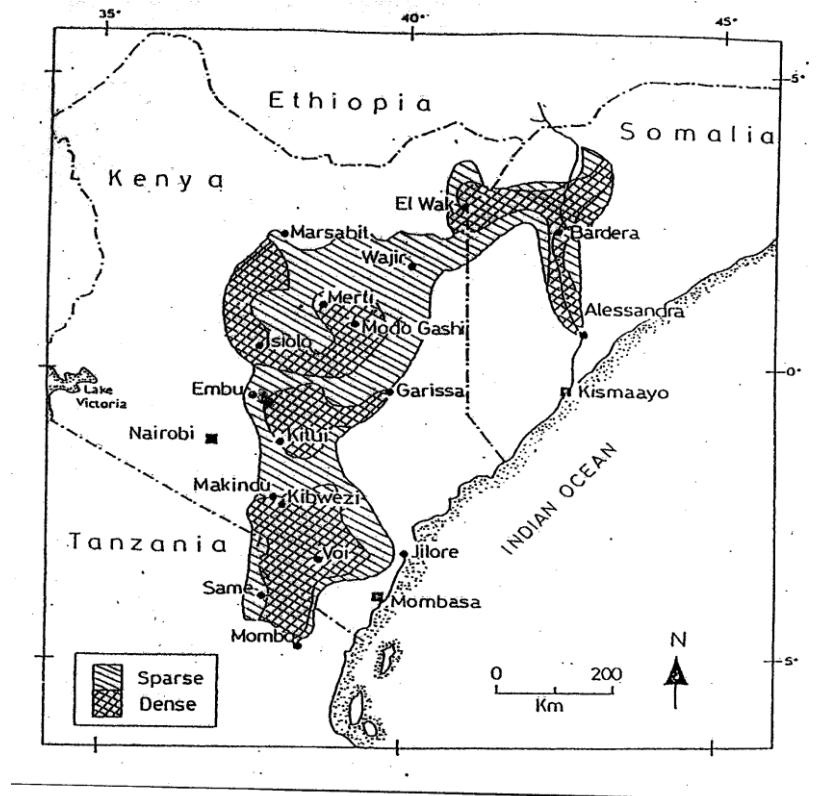 35°
40°
45°
5°
Ethiopia
Somalia
Kenya
El Wak
Marsabit
Bardera
Wajir
Merti
Alessandra
Modo Gashi
Isiolo
0°
Lake
Victoria
Embu
Garissa
Kismaayo
Nairobi
Kitui
Makindu
Kibwezi
INDIAN OCEAN
Tanzania
Voi
Jilore
Same
Mombasa
Mombo
N
5°
Sparse
Dense
0 200
Km